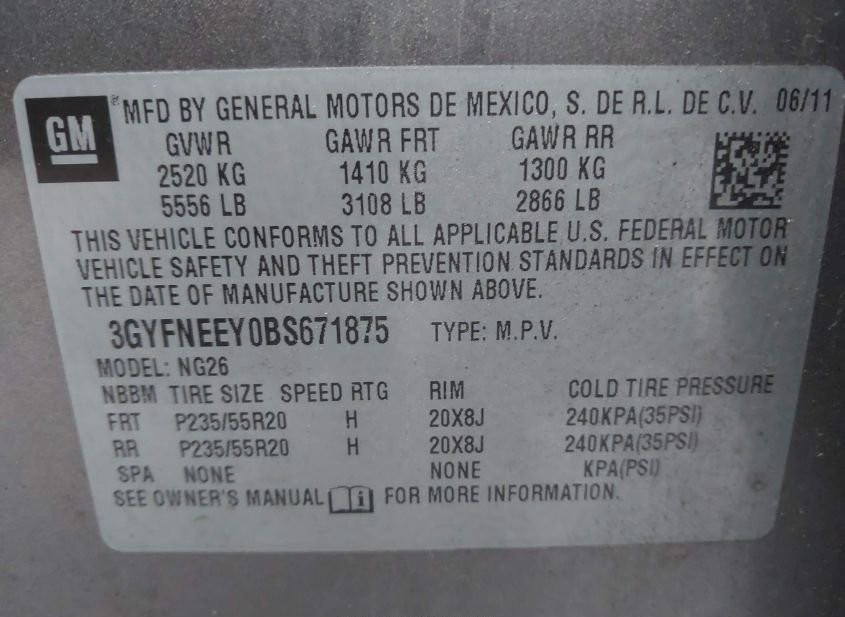 GM
® MFD BY GENERAL MOTORS DE MEXICO, S. DE R.L. DE C.V. 06/11
GVWR GAWR FRT GAWR RR
2520 KG 1410 KG 1300 KG
5556 LB 3108 LB 2866 LB
THIS VEHICLE CONFORMS TO ALL APPLICABLE U.S. FEDERAL MOTOR
VEHICLE SAFETY AND THEFT PREVENTION STANDARDS IN EFFECT ON
THE DATE OF MANUFACTURE SHOWN ABOVE.
3GYFNEEY0BS671875 TYPE: M.P.V.
MODEL: NG26
NBBM TIRE SIZE SPEED RTG RIM COLD TIRE PRESSURE
FRT P235/55R20 H 20X8J 240KPA(35PSI)
RR P235/55R20 H 20X8J 240KPA(35PSI)
SPA NONE NONE KPA(PSI)
SEE OWNER'S MANUAL i FOR MORE INFORMATION.